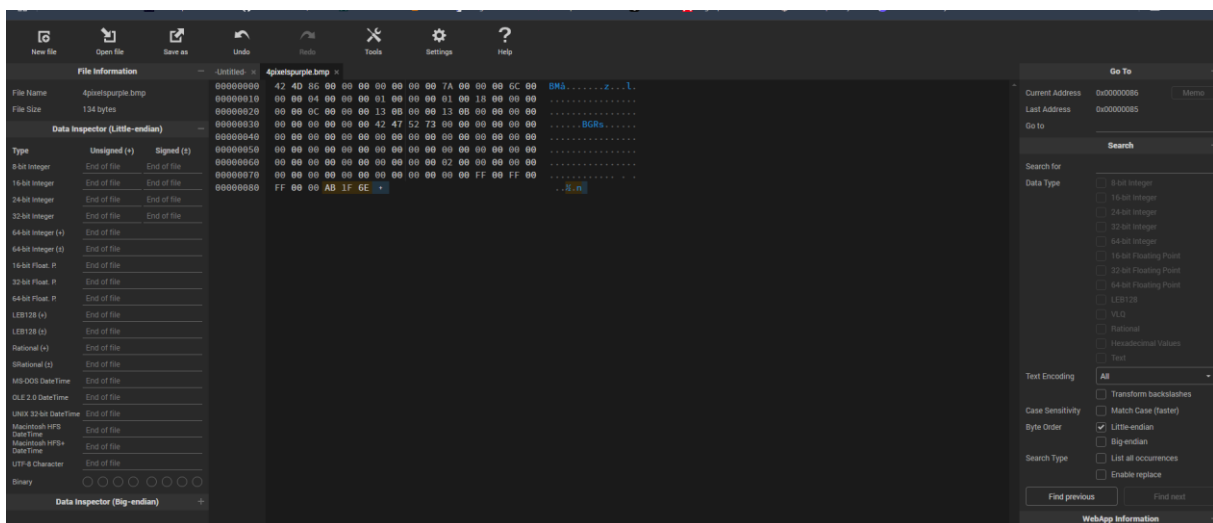 New file Open file Save as Undo Redo Tools Settings Help
File Information
File Name 4pixelspurple.bmp
File Size 134 bytes
Data Inspector (Little-endian)
Type Unsigned (+) Signed (±)
8-bit Integer End of file End of file
16-bit Integer End of file End of file
24-bit Integer End of file End of file
32-bit Integer End of file End of file
64-bit Integer (+) End of file
64-bit Integer (±) End of file
16-bit Float. P. End of file
32-bit Float. P. End of file
64-bit Float. P. End of file
LEB128 (+) End of file
LEB128 (±) End of file
Rational (+) End of file
SRational (±) End of file
MS-DOS DateTime End of file
OLE 2.0 DateTime End of file
UNIX 32-bit DateTime End of file
Macintosh HFS DateTime End of file
Macintosh HFS+ DateTime End of file
UTF-8 Character End of file
Binary
Data Inspector (Big-endian)
-Untitled- × 4pixelspurple.bmp ×
00000000 42 4D 86 00 00 00 00 00 00 00 7A 00 00 00 6C 00 BMå.......z...l.
00000010 00 00 04 00 00 00 01 00 00 00 01 00 18 00 00 00 ................
00000020 00 00 0C 00 00 00 13 0B 00 00 13 0B 00 00 00 00 ................
00000030 00 00 00 00 00 00 42 47 52 73 00 00 00 00 00 00 ......BGRs......
00000040 00 00 00 00 00 00 00 00 00 00 00 00 00 00 00 00 ................
00000050 00 00 00 00 00 00 00 00 00 00 00 00 00 00 00 00 ................
00000060 00 00 00 00 00 00 00 00 00 00 02 00 00 00 00 00 ................
00000070 00 00 00 00 00 00 00 00 00 00 00 00 FF 00 FF 00 ............ . .
00000080 FF 00 00 AB 1F 6E + ..½.n
Go To
Current Address 0x00000086 Memo
Last Address 0x00000085
Go to
Search
Search for
Data Type 8-bit Integer
16-bit Integer
24-bit Integer
32-bit Integer
64-bit Integer
16-bit Floating Point
32-bit Floating Point
64-bit Floating Point
LEB128
VLQ
Rational
Hexadecimal Values
Text
Text Encoding All
Transform backslashes
Case Sensitivity Match Case (faster)
Byte Order Little-endian
Big-endian
Search Type List all occurrences
Enable replace
Find previous Find next
WebApp Information